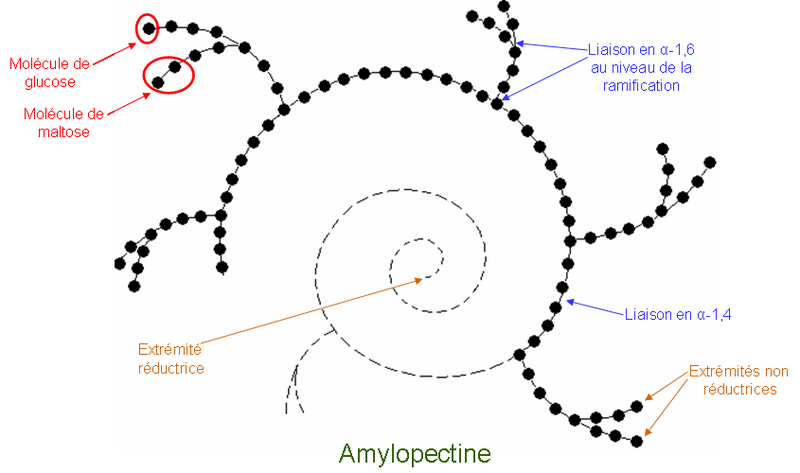 Molécule de
glucose
Molécule de
maltose
Liaison en α-1,6
au niveau de la
ramification
Liaison en α-1,4
Extrémité
réductrice
Extrémités non
réductrices
Amylopectine